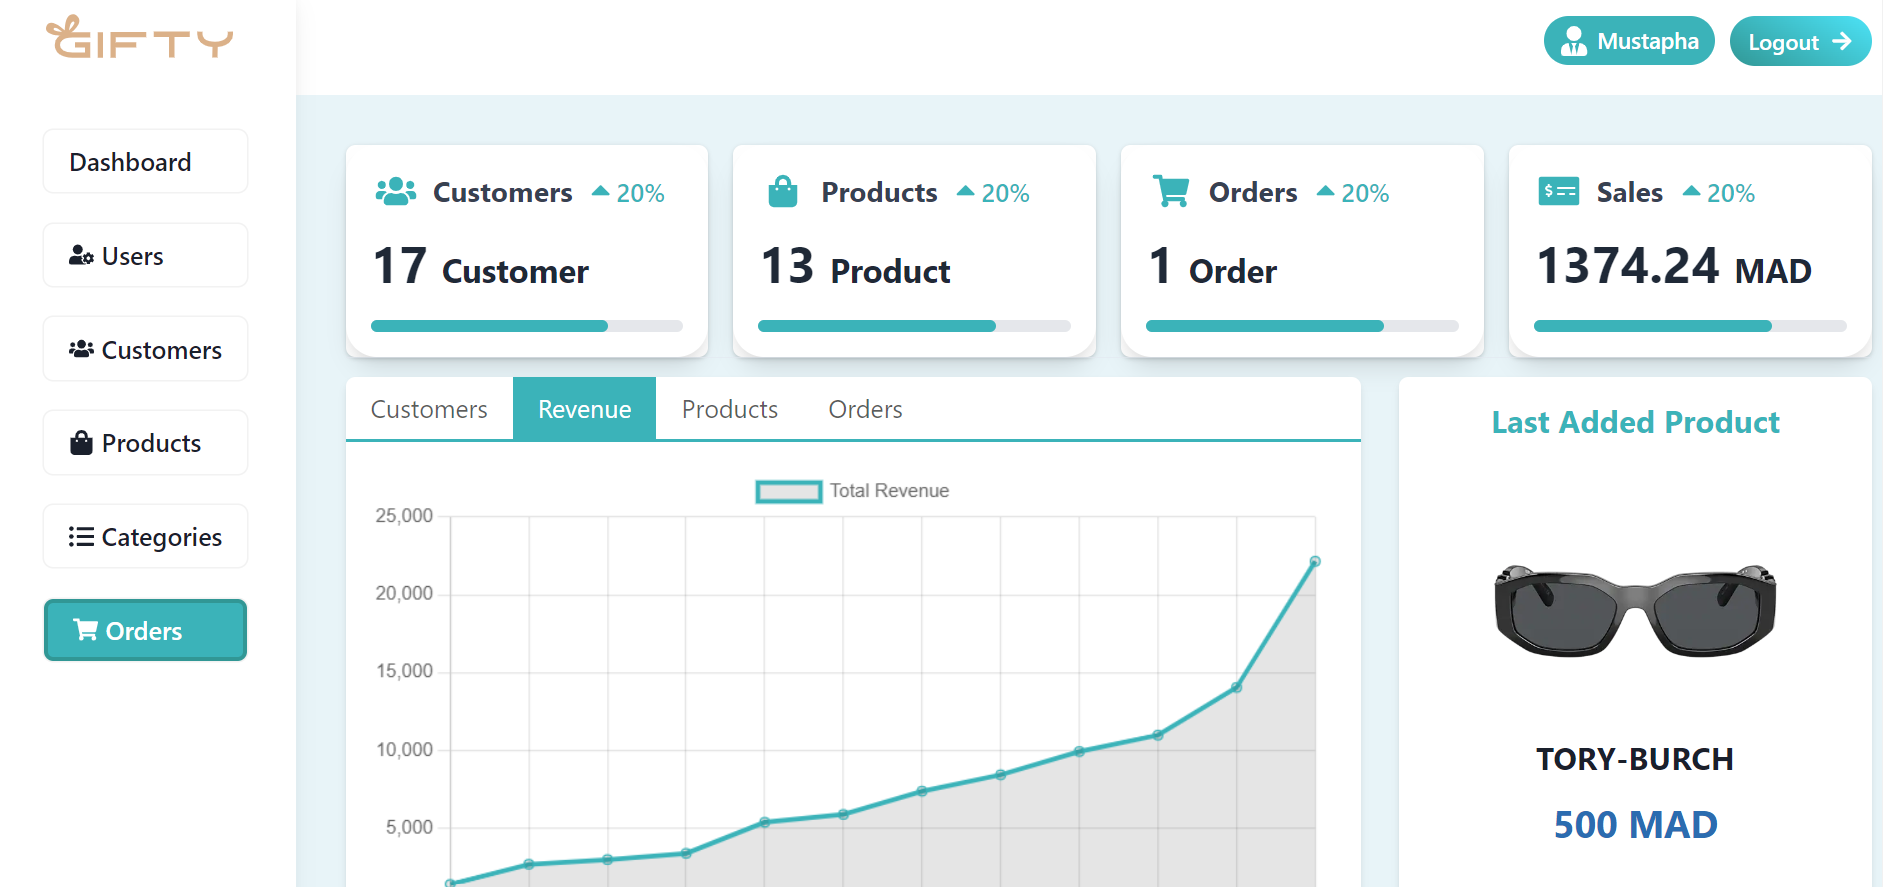 GIFTY
Mustapha
Logout
Dashboard
Users
Customers
Products
Categories
Orders
Customers 20%
17 Customer
Products 20%
13 Product
Orders 20%
1 Order
Sales 20%
1374.24 MAD
Customers Revenue Products Orders
Total Revenue
25,000
20,000
15,000
10,000
5,000
Last Added Product
TORY-BURCH
500 MAD